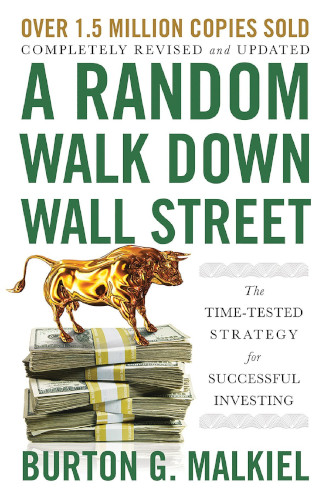 OVER 1.5 MILLION COPIES SOLD
COMPLETELY REVISED and UPDATED
A RANDOM
WALK DOWN
WALL STREET
The
TIME-TESTED
STRATEGY
for
SUCCESSFUL
INVESTING
BURTON G. MALKIEL